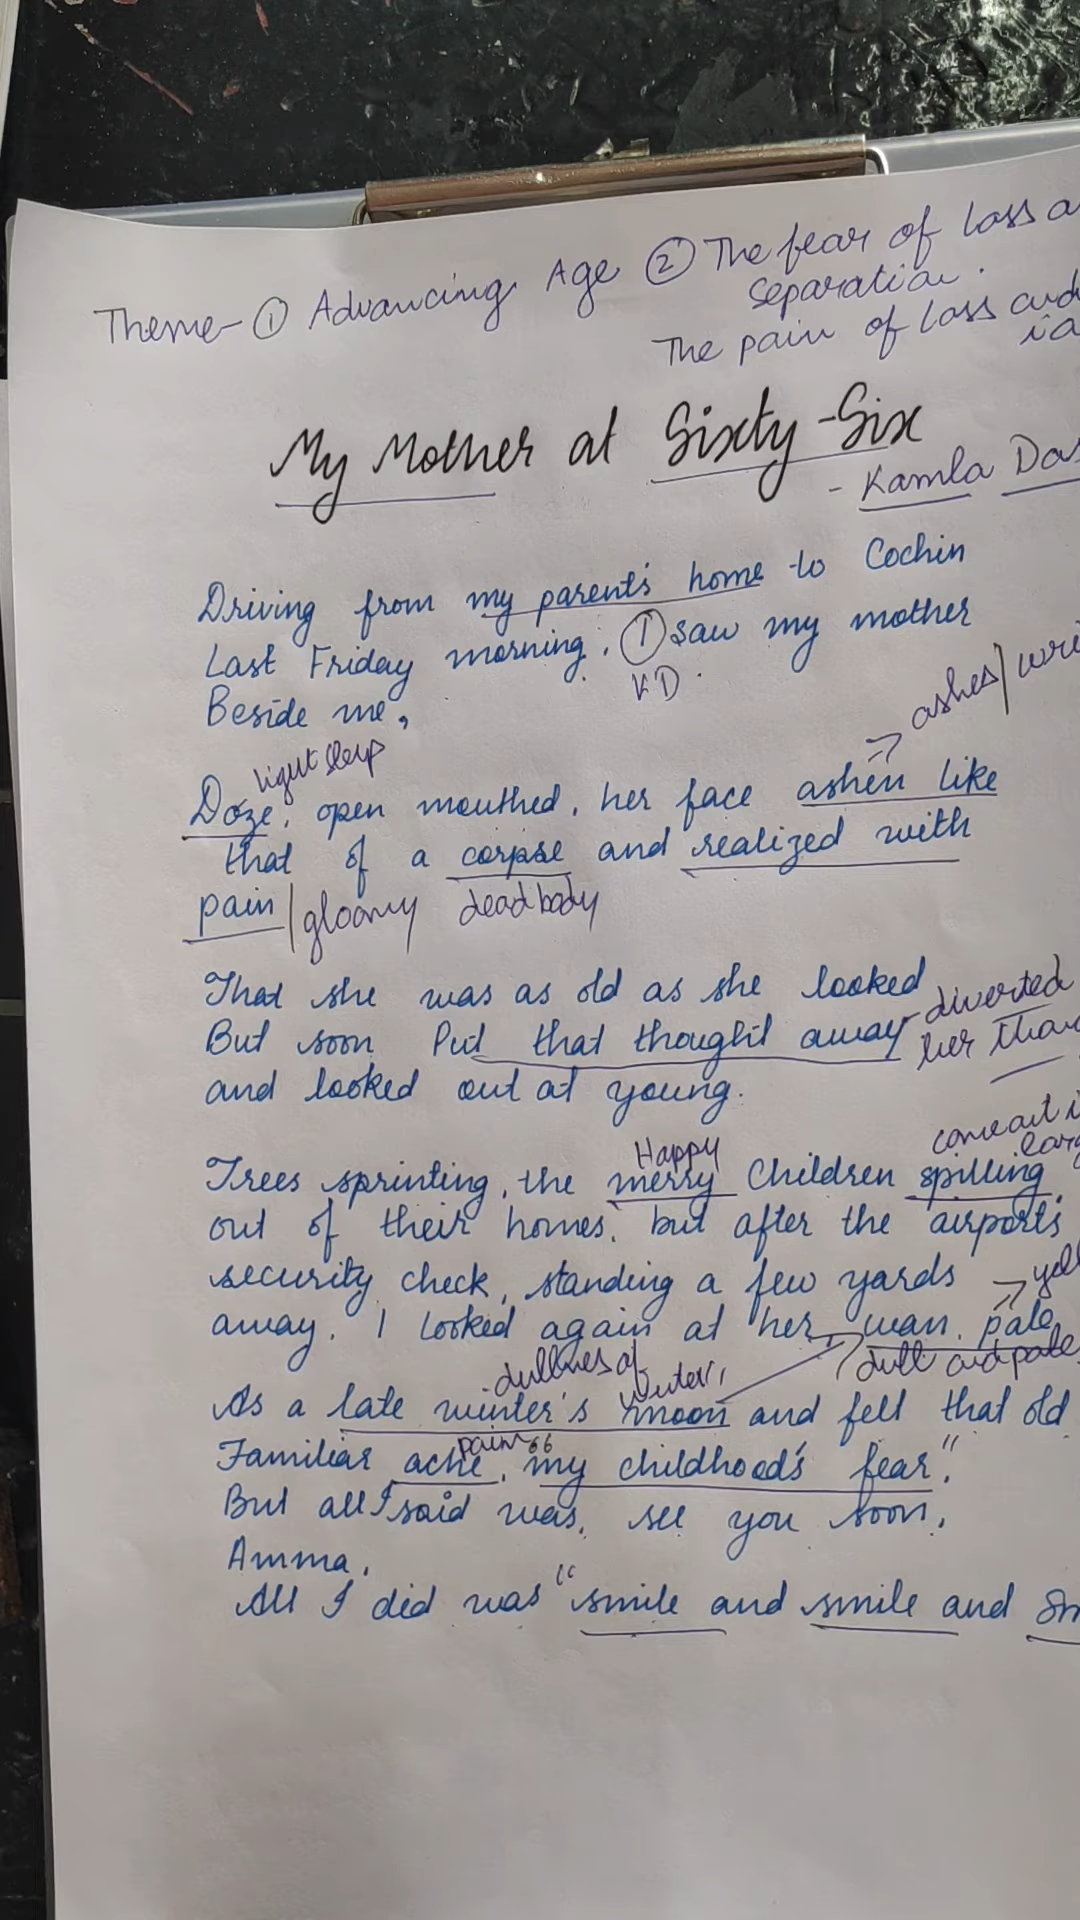 Theme- ① Advancing Age ② The fear of loss
separation.
The pain of loss and
My Mother at Sixty-Six
- Kamla Das
Driving from my parent's home to Cochin
Last Friday morning, I saw my mother
KD.
Beside me,
ashes/
light sleep
Doze, open mouthed, her face ashen like
that of a corpse and realized with
pain/gloomy deadbody
That she was as old as she looked
diverted
But soon Put that thought away
her
and looked out at young.
Happy
Trees sprinting, the merry Children spilling
out of their homes, but after the airport's
security check, standing a few yards
away. I looked again at her, wan, pale
dullness of winter, dull and pale
As a late winter's moon and felt that old
pain
Familiar ache, "my childhood's fear"
But all I said was, see you soon,
Amma,
All I did was "smile and smile and